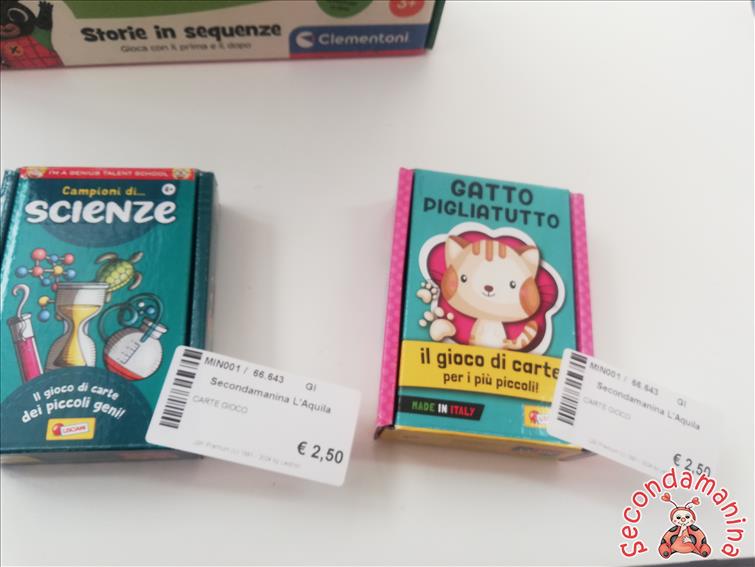 3+
Storie in sequenze
Gioca con il prima e il dopo
Clementoni
I'M A GENIUS TALENT SCHOOL
Campioni di...
SCIENZE
Il gioco di carte
dei piccoli geni!
LISCIANI
MIN001 / 66.643 GI
Secondamanina L'Aquila
CARTE GIOCO
€ 2,50
GATTO
PIGLIATUTTO
il gioco di carte
per i più piccoli!
MADE IN ITALY
MIN001 / 66.643 GI
Secondamanina L'Aquila
CARTE GIOCO
€ 2,50
Secondamanina